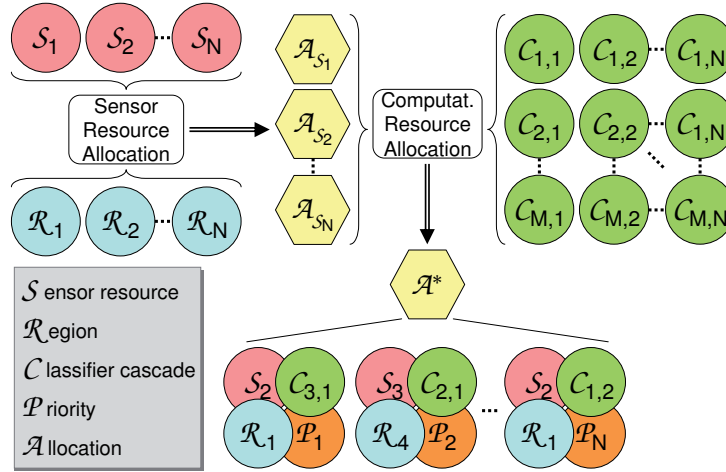 S1 S2 SN
AS1
C1,1 C1,2 C1,N
Sensor
Resource
Allocation
AS2
Computat.
Resource
Allocation
C2,1 C2,2 C1,N
R1 R2 RN
ASN
CM,1 CM,2 CM,N
A*
S ensor resource
R egion
C lassifier cascade
P riority
A llocation
S2 C3,1 S3 C2,1 ... S2 C1,2
R1 P1 R4 P2 R1 PN